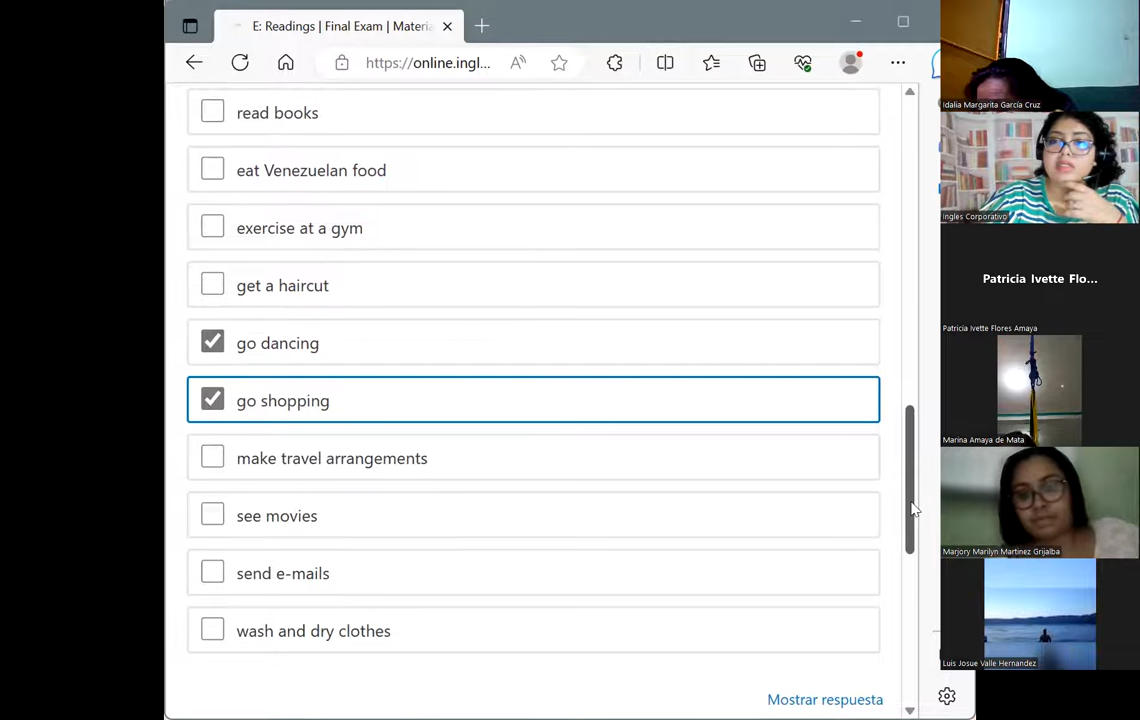 E: Readings | Final Exam | Materia
https://online.ingl...
read books
eat Venezuelan food
exercise at a gym
get a haircut
go dancing
go shopping
make travel arrangements
see movies
send e-mails
wash and dry clothes
Mostrar respuesta
Idalia Margarita García Cruz
Ingles Corporativo
Patricia Ivette Flo...
Patricia Ivette Flores Amaya
Marina Amaya de Mata
Marjory Marilyn Martinez Grijalba
Luis Josue Valle Hernandez